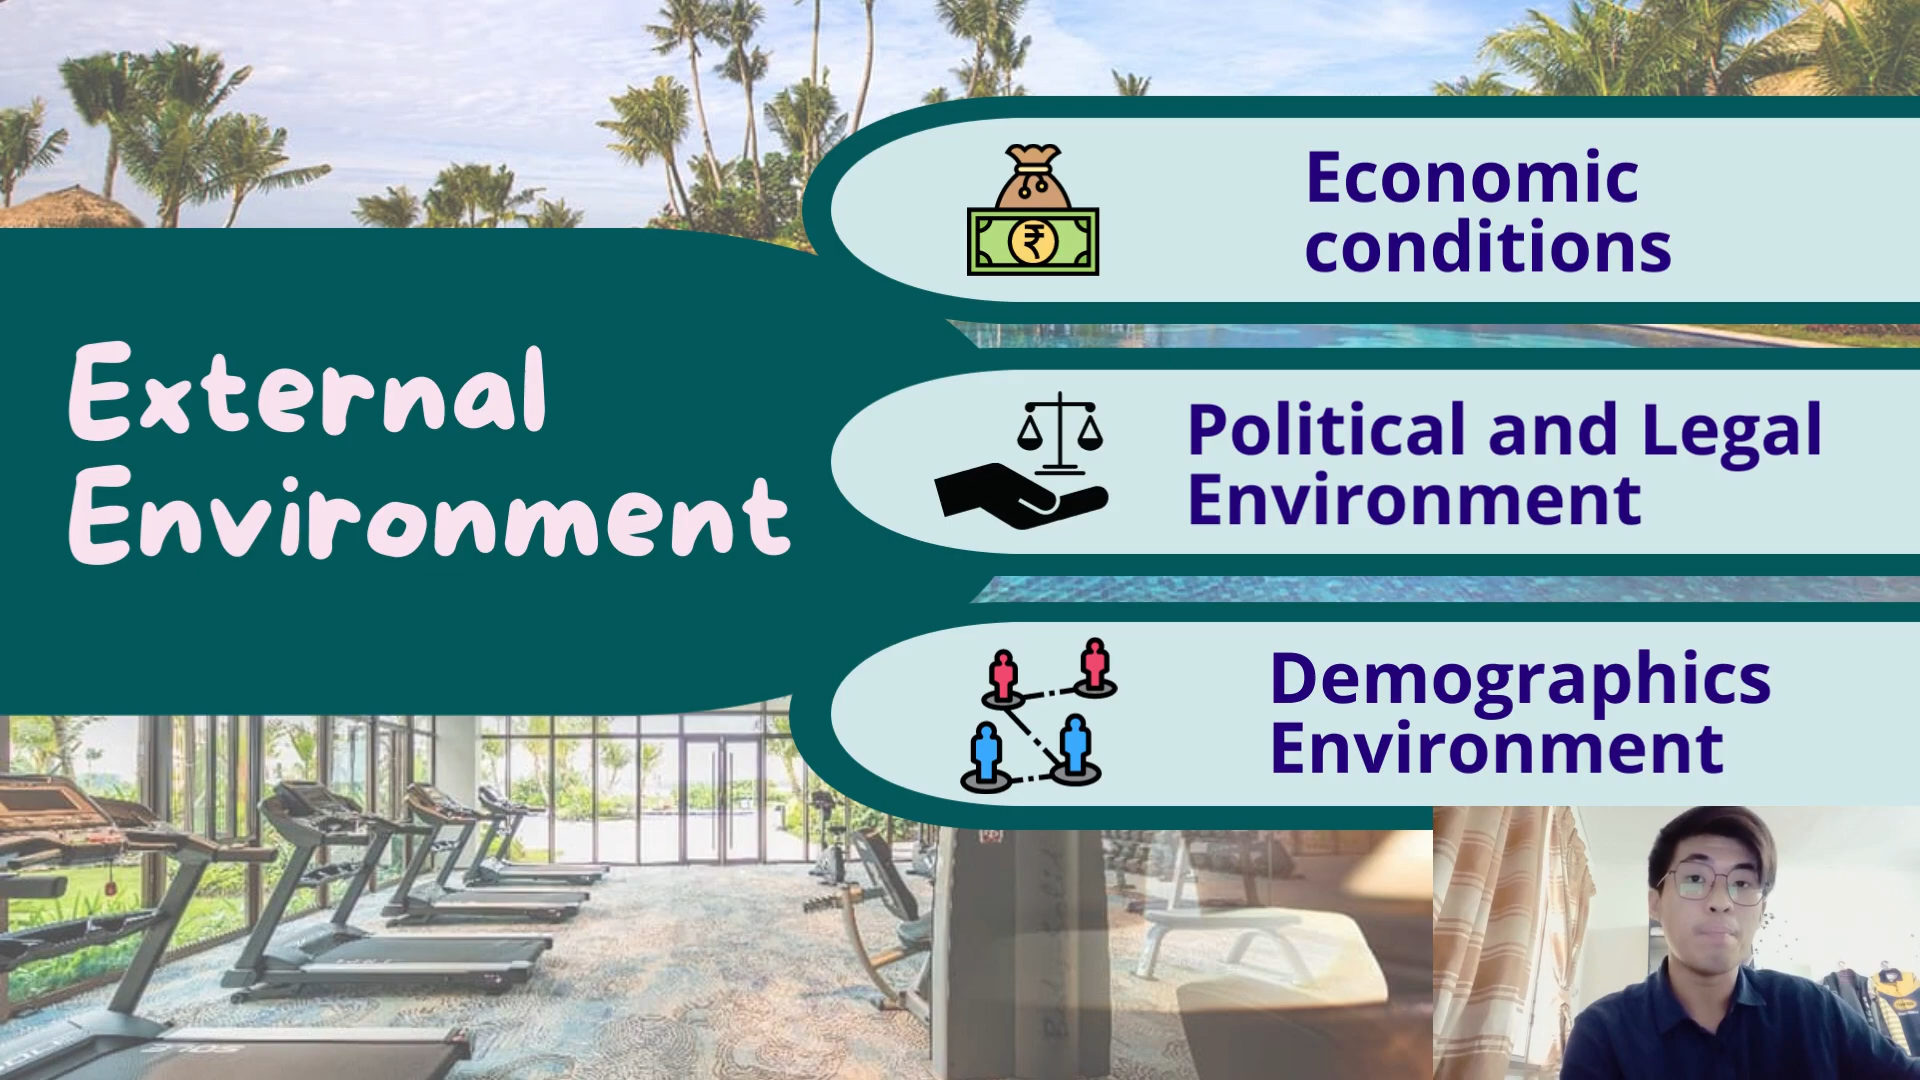 External
Environment
Economic
conditions
₹
Political and Legal
Environment
Demographics
Environment